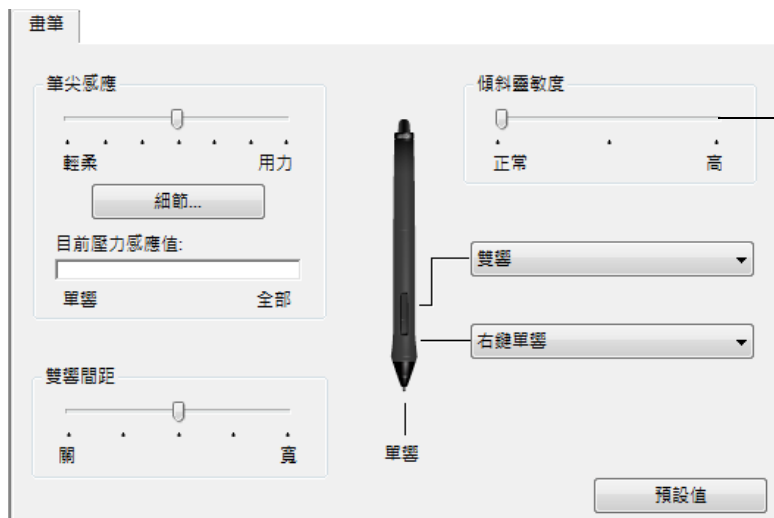 畫筆
筆尖感應
輕柔 用力
細節...
目前壓力感應值:
單響 全部
雙響間距
關 寬
單響
傾斜靈敏度
正常 高
雙響
右鍵單響
預設值